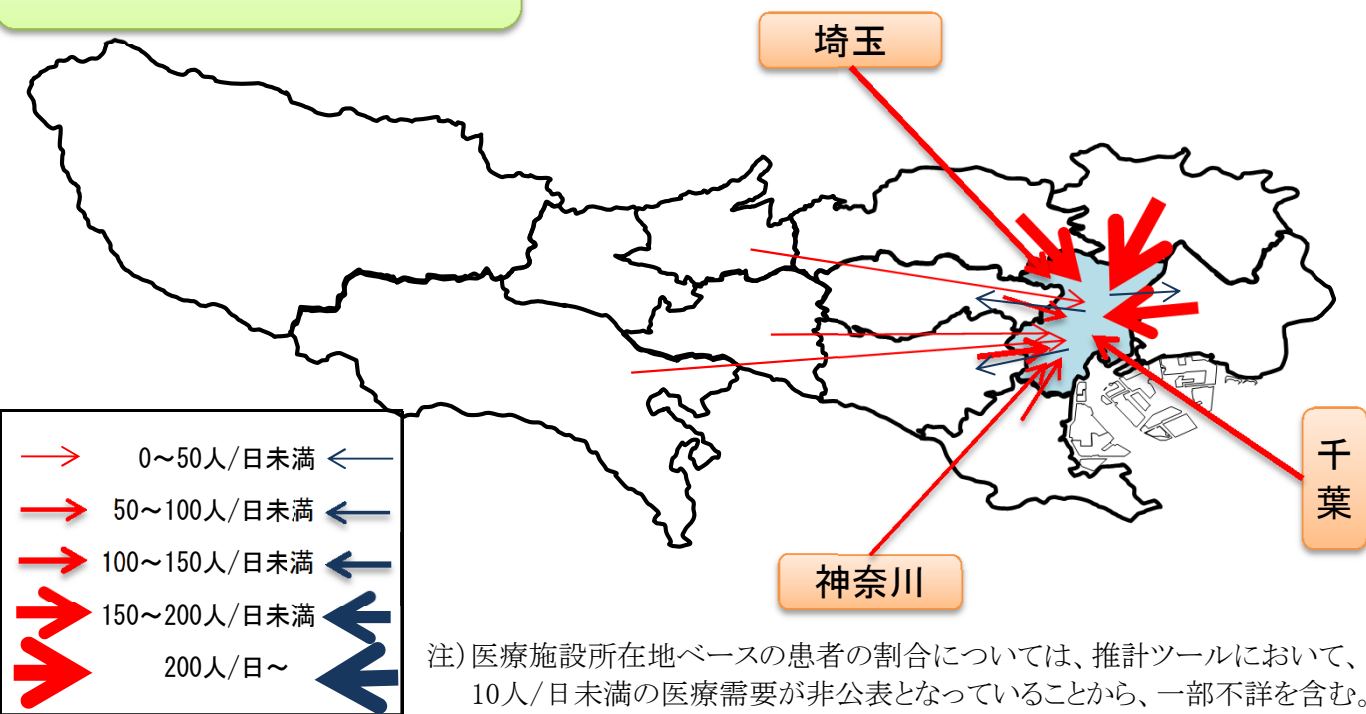 埼玉
千葉
神奈川
0～50人/日未満
50～100人/日未満
100～150人/日未満
150～200人/日未満
200人/日～
注)医療施設所在地ベースの患者の割合については、推計ツールにおいて、
10人/日未満の医療需要が非公表となっていることから、一部不詳を含む。